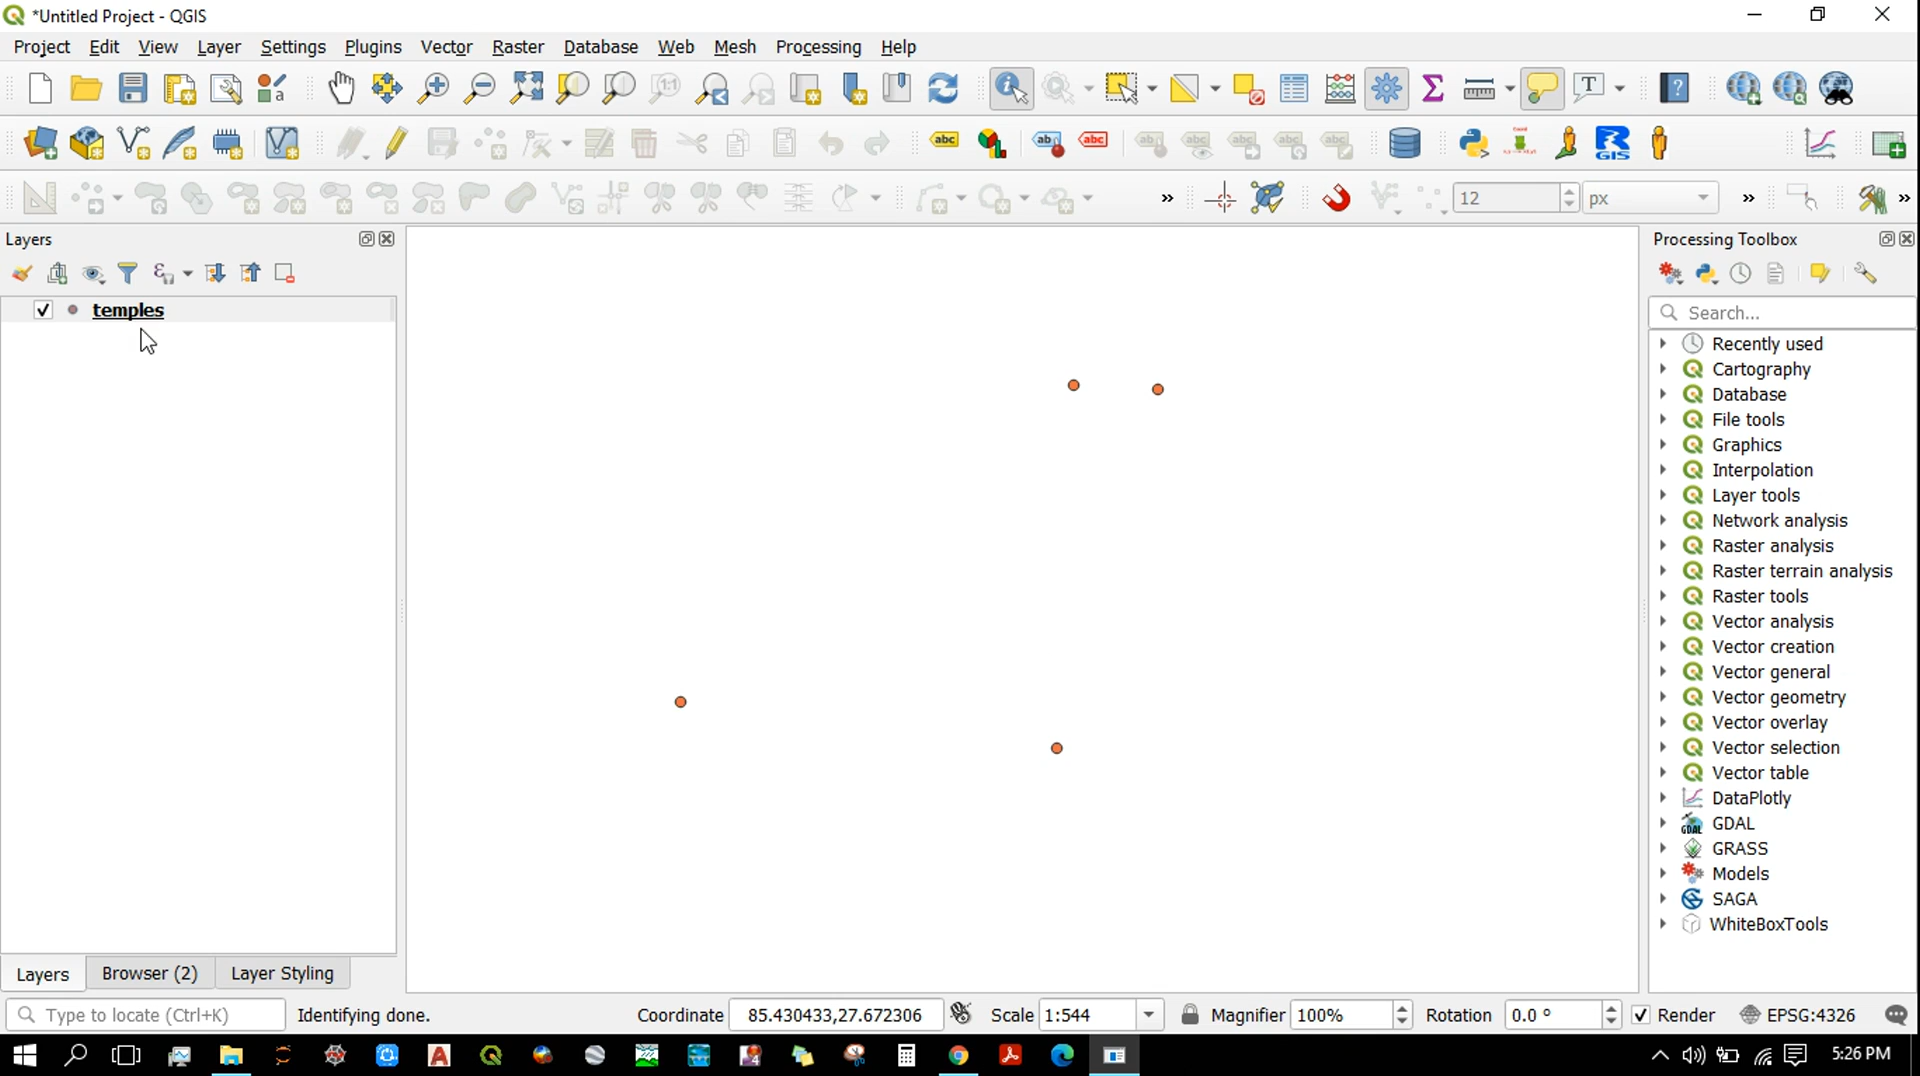 *Untitled Project - QGIS
Project Edit View Layer Settings Plugins Vector Raster Database Web Mesh Processing Help
12 px
Layers
temples
Layers Browser (2) Layer Styling
Processing Toolbox
Search...
Recently used
Cartography
Database
File tools
Graphics
Interpolation
Layer tools
Network analysis
Raster analysis
Raster terrain analysis
Raster tools
Vector analysis
Vector creation
Vector general
Vector geometry
Vector overlay
Vector selection
Vector table
DataPlotly
GDAL
GRASS
Models
SAGA
WhiteBoxTools
Type to locate (Ctrl+K) Identifying done. Coordinate 85.430433,27.672306 Scale 1:544 Magnifier 100% Rotation 0.0 ° Render EPSG:4326
5:26 PM